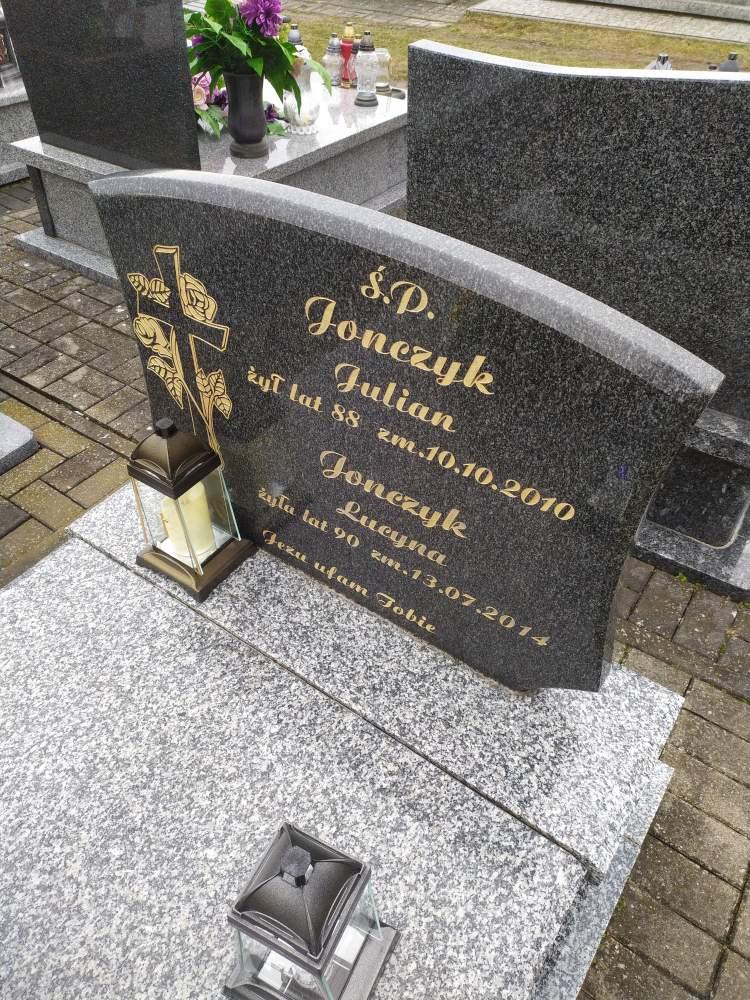 Ś.P.
Jonczyk
Julian
żył lat 88 zm.10.10.2010
Jonczyk
Lucyna
żyła lat 90 zm.13.07.2014
Jezu ufam Tobie